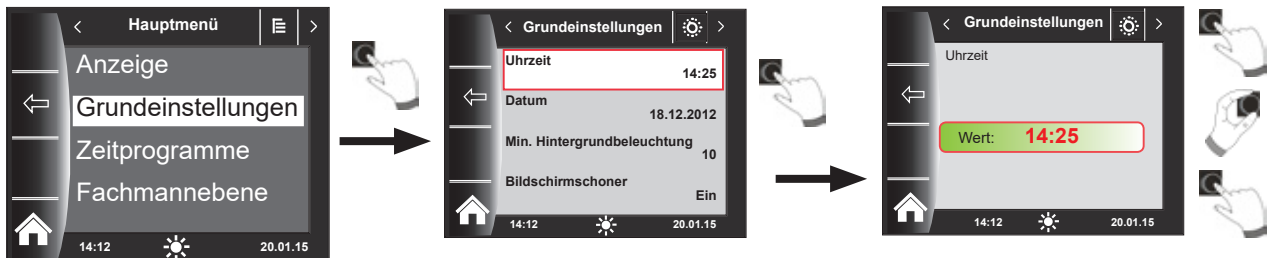 Hauptmenü
Anzeige
Grundeinstellungen
Zeitprogramme
Fachmannebene
14:12 20.01.15
Grundeinstellungen
Uhrzeit
14:25
Datum
18.12.2012
Min. Hintergrundbeleuchtung
10
Bildschirmschoner
Ein
14:12 20.01.15
Grundeinstellungen
Uhrzeit
Wert: 14:25
14:12 20.01.15